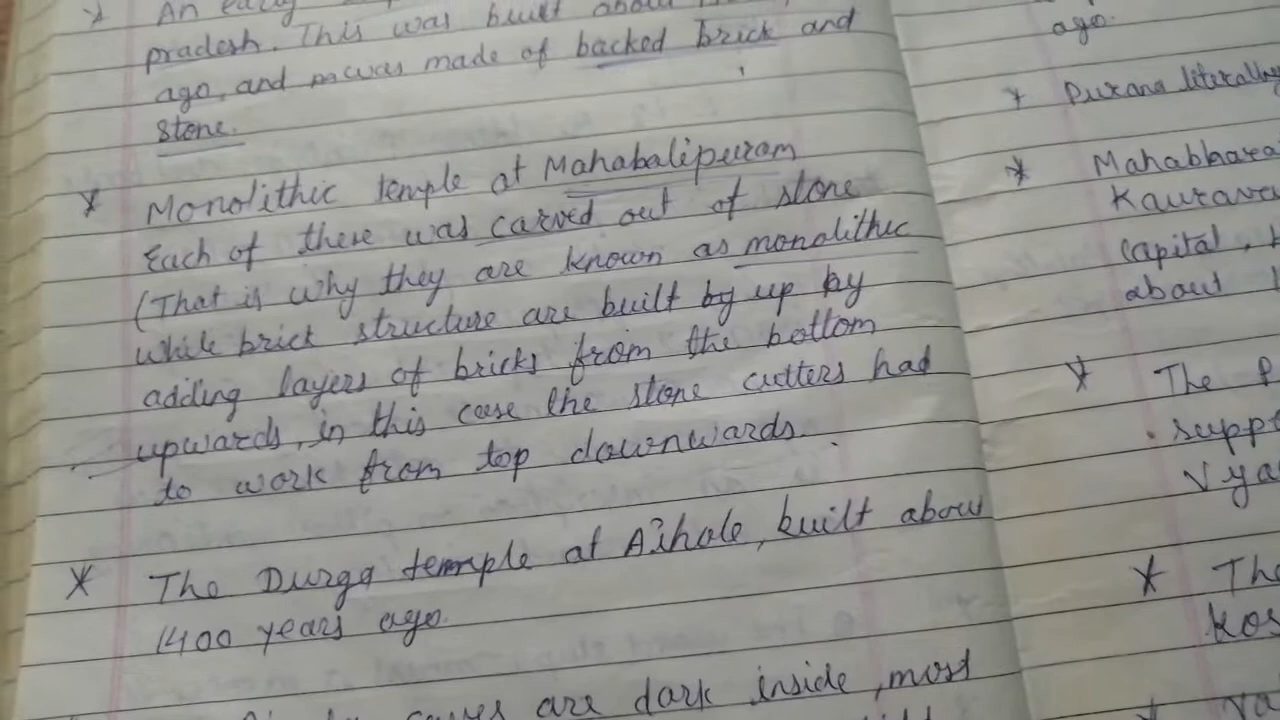 An early
pradesh. This was built about
ago, and was made of backed brick and
stone.
* Monolithic temple at Mahabalipuram
Each of these was carved out of stone
(That is why they are known as monolithic
while brick structure are built by up by
adding layers of bricks from the bottom
upwards, in this case the stone cutters had
to work from top downwards.
* The Durga temple at Aihole, built about
1400 years ago.
caves are dark inside, most
ago.
* Purana literally
* Mahabhara
Kaurava
Capital,
about
* The P
suppo
Vya
* The
Kos